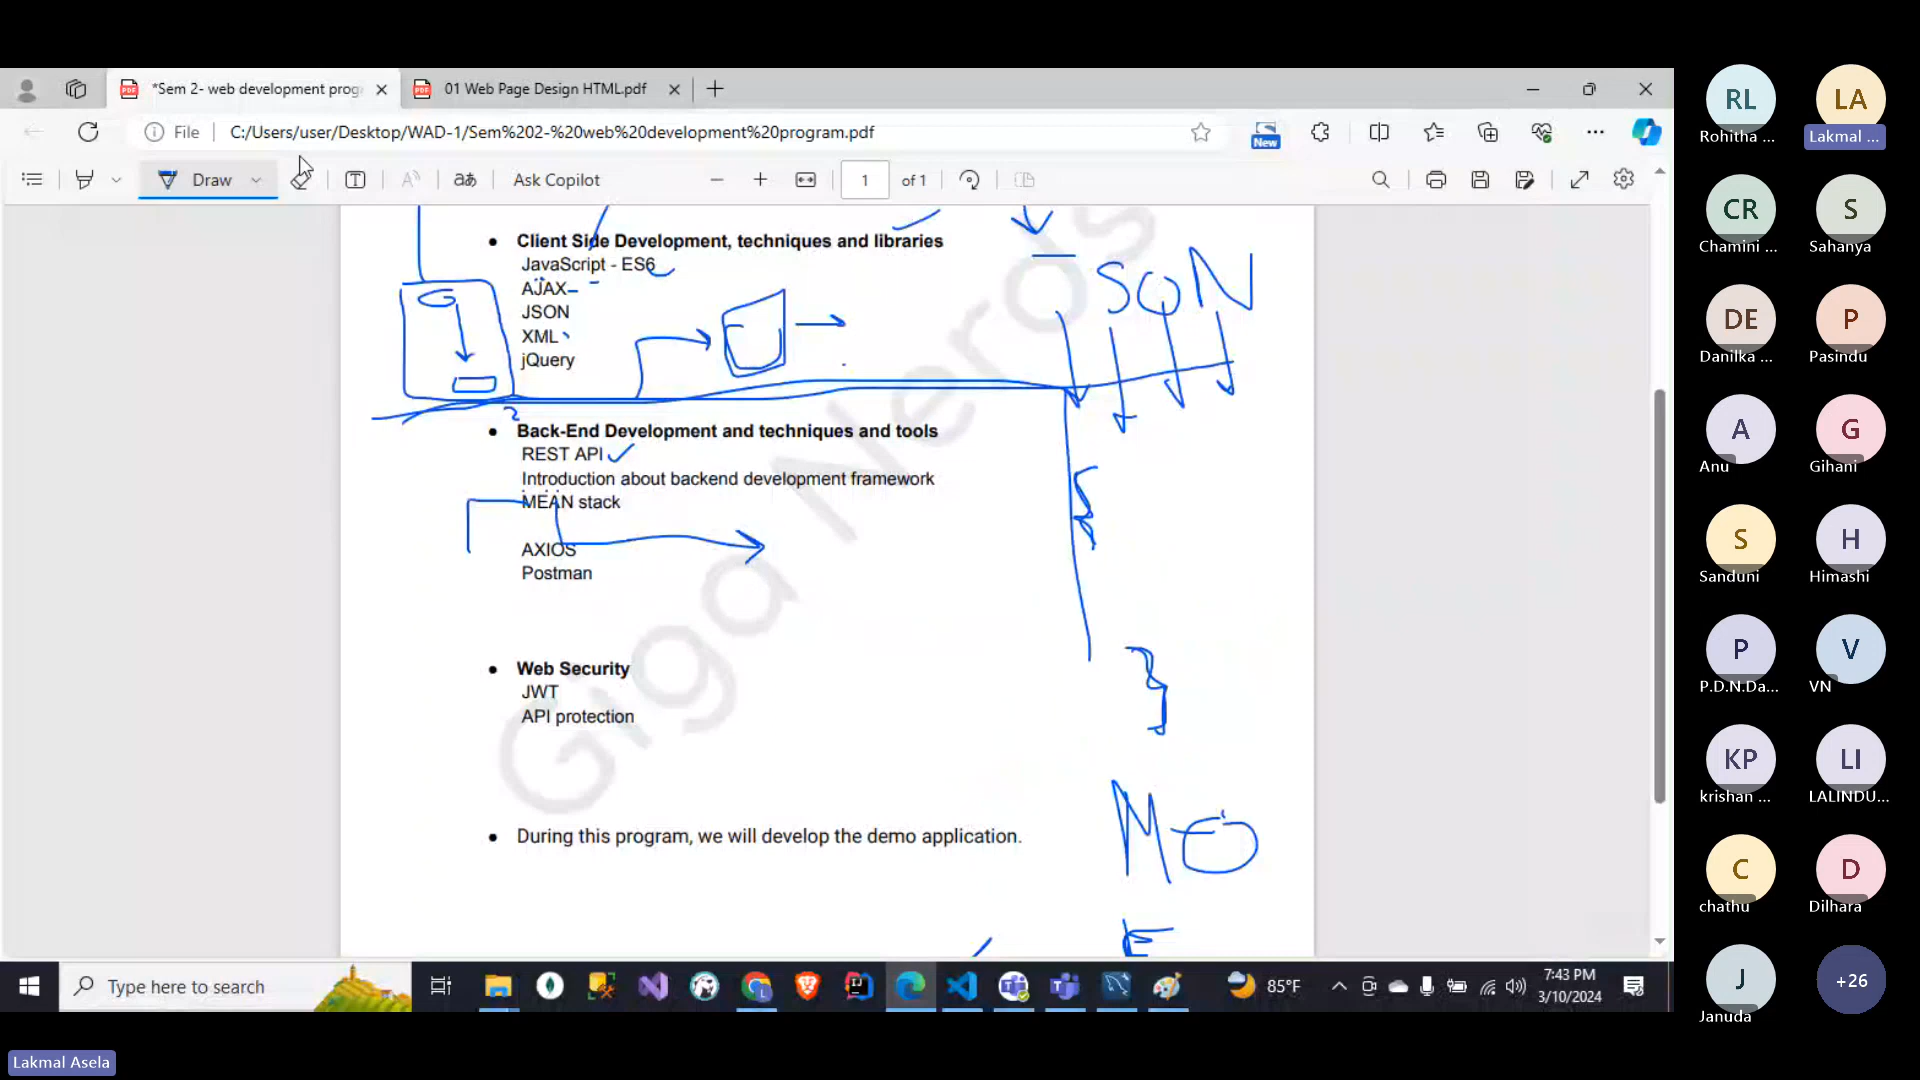 *Sem 2- web development prog
01 Web Page Design HTML.pdf
File
C:/Users/user/Desktop/WAD-1/Sem%202-%20web%20development%20program.pdf
New
Draw
Ask Copilot
1
of 1
Client Side Development, techniques and libraries
JavaScript - ES6
AJAX
JSON
XML
jQuery
SON
Back-End Development and techniques and tools
REST API
Introduction about backend development framework
MEAN stack
AXIOS
Postman
Web Security
JWT
API protection
During this program, we will develop the demo application.
M
E
Giga Nerds
Type here to search
85°F
7:43 PM
3/10/2024
RL
Rohitha ...
LA
Lakmal ...
CR
Chamini ...
S
Sahanya
DE
Danilka ...
P
Pasindu
A
Anu
G
Gihani
S
Sanduni
H
Himashi
P
P.D.N.Da...
V
VN
KP
krishan ...
LI
LALINDU...
C
chathu
D
Dilhara
J
Januda
+26
Lakmal Asela